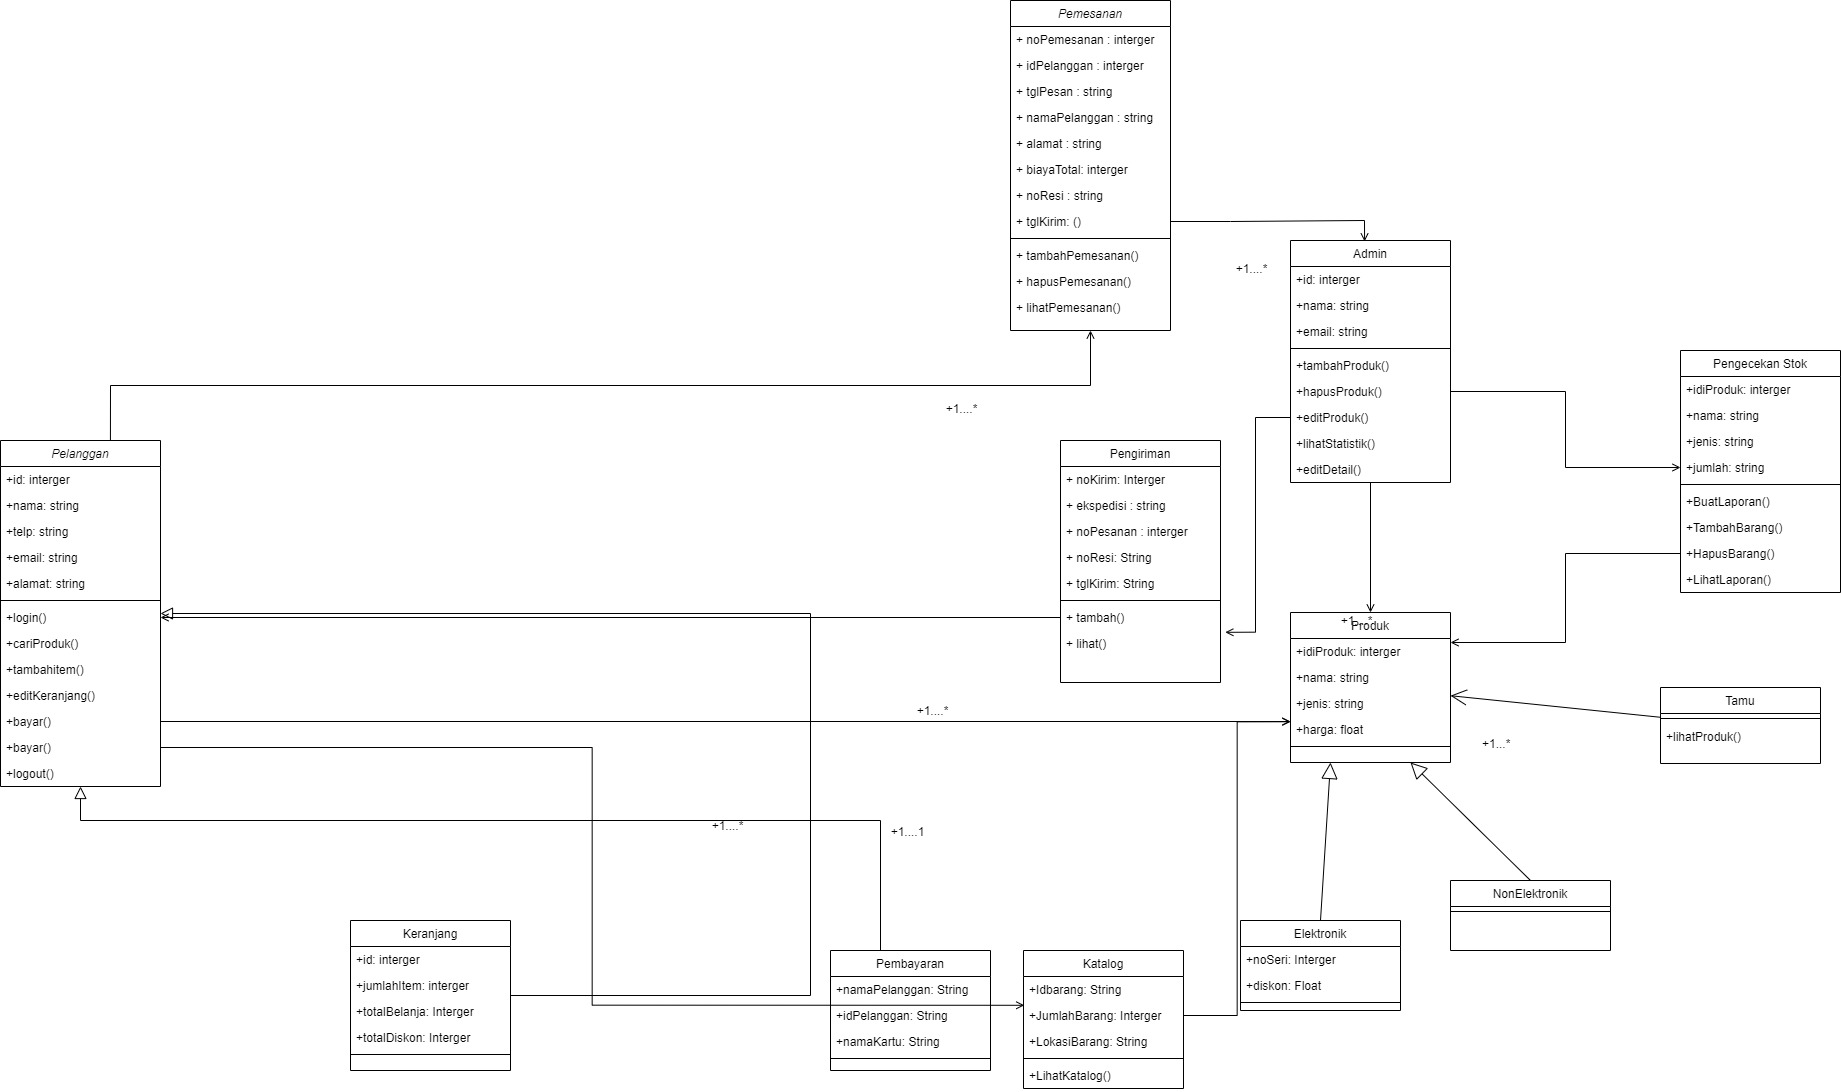 Pemesanan
+ noPemesanan : interger
+ idPelanggan : interger
+ tglPesan : string
+ namaPelanggan : string
+ alamat : string
+ biayaTotal: interger
+ noResi : string
+ tglKirim: ()
+ tambahPemesanan()
+ hapusPemesanan()
+ lihatPemesanan()
+1....*
Admin
+id: interger
+nama: string
+email: string
+tambahProduk()
+hapusProduk()
+editProduk()
+lihatStatistik()
+editDetail()
Pengecekan Stok
+idiProduk: interger
+nama: string
+jenis: string
+jumlah: string
+BuatLaporan()
+TambahBarang()
+HapusBarang()
+LihatLaporan()
+1....*
Pelanggan
+id: interger
+nama: string
+telp: string
+email: string
+alamat: string
+login()
+cariProduk()
+tambahitem()
+editKeranjang()
+bayar()
+bayar()
+logout()
Pengiriman
+ noKirim: Interger
+ ekspedisi : string
+ noPesanan : interger
+ noResi: String
+ tglKirim: String
+ tambah()
+ lihat()
+1....*
Produk
+idiProduk: interger
+nama: string
+jenis: string
+harga: float
+1....*
Tamu
+lihatProduk()
+1...*
+1....*
+1....1
NonElektronik
Keranjang
+id: interger
+jumlahItem: interger
+totalBelanja: Interger
+totalDiskon: Interger
Pembayaran
+namaPelanggan: String
+idPelanggan: String
+namaKartu: String
Katalog
+Idbarang: String
+JumlahBarang: Interger
+LokasiBarang: String
+LihatKatalog()
Elektronik
+noSeri: Interger
+diskon: Float